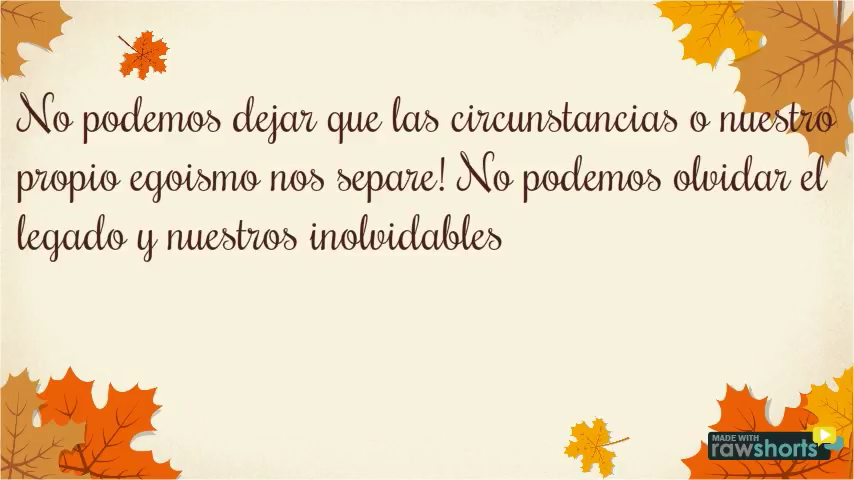 No podemos dejar que las circunstancias o nuestro
propio egoismo nos separe! No podemos olvidar el
legado y nuestros inolvidables
MADE WITH
rawshorts